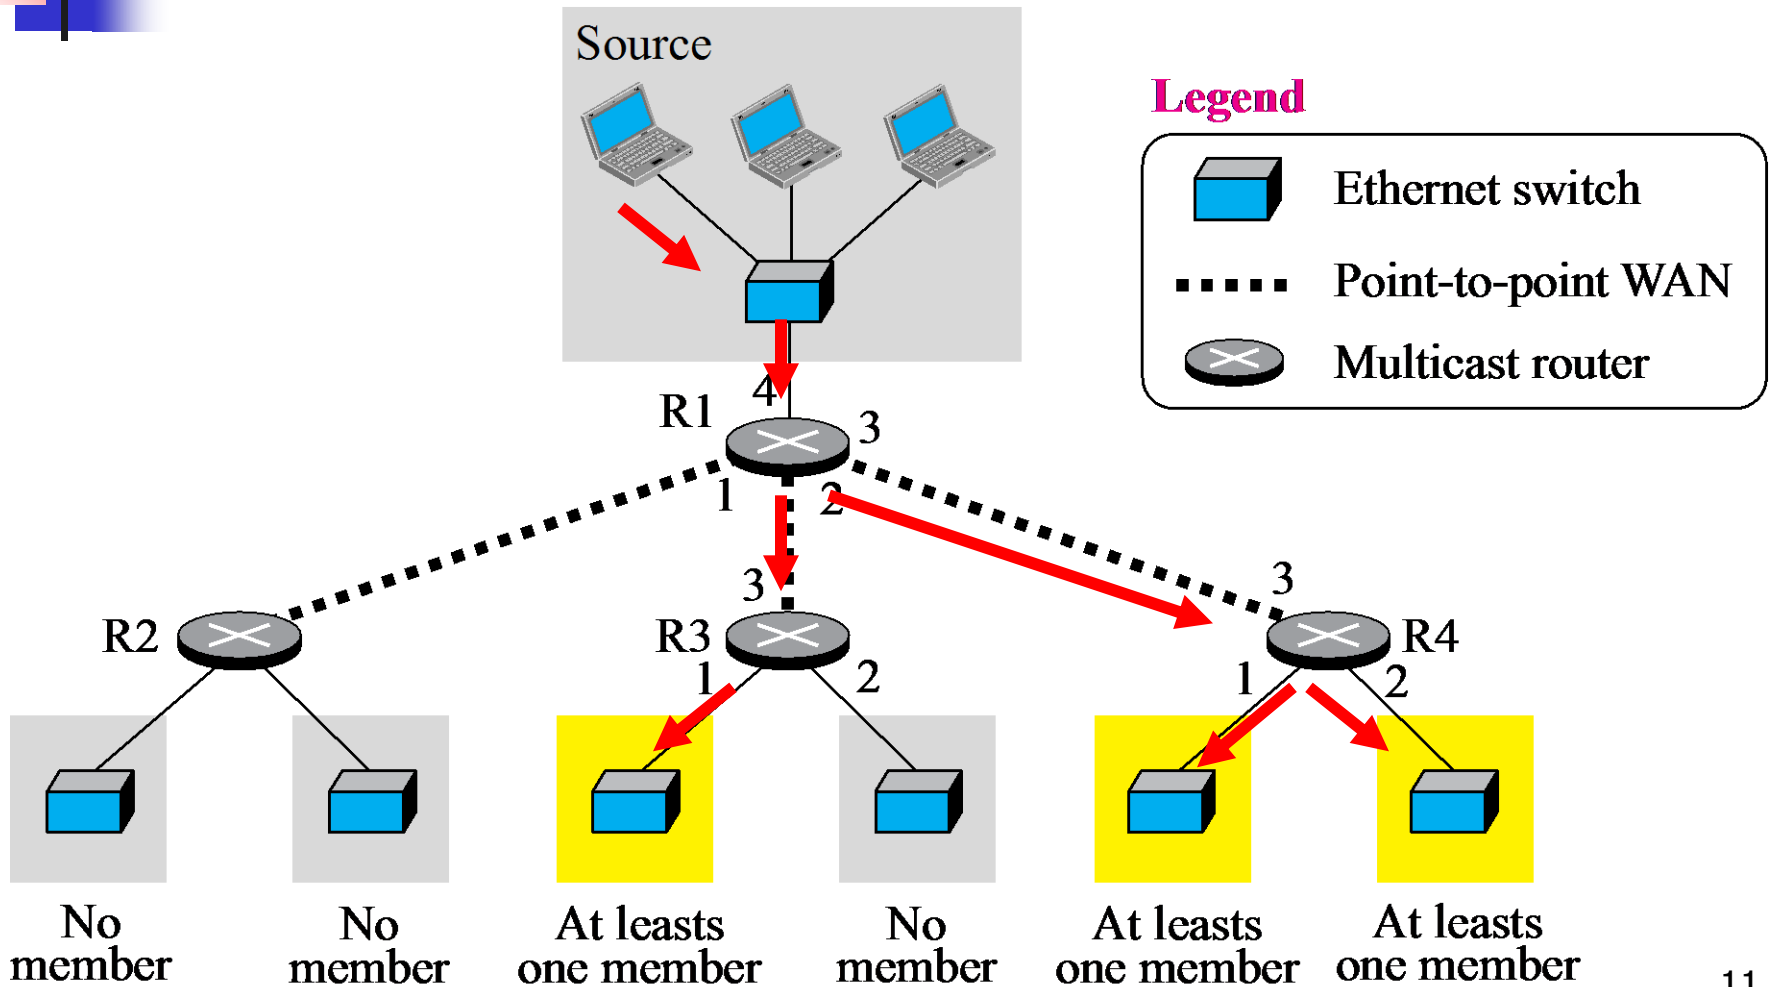 Source
Legend
Ethernet switch
Point-to-point WAN
Multicast router
4
R1
3
1
2
3
3
R2
R3
R4
1
2
1
2
No
member
No
member
At leasts
one member
No
member
At leasts
one member
At leasts
one member
11